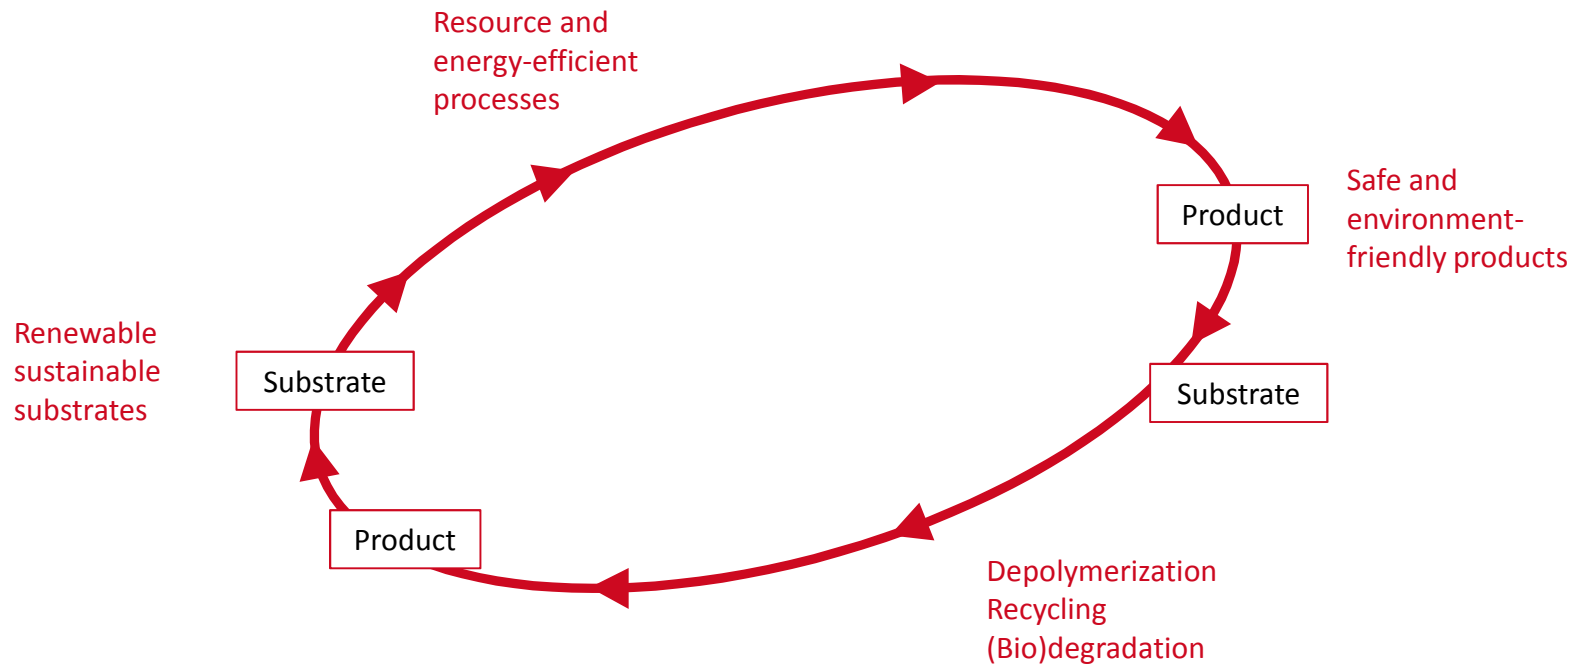 Resource and
energy-efficient
processes
Safe and
environment-
friendly products
Product
Renewable
sustainable
substrates
Substrate
Substrate
Product
Depolymerization
Recycling
(Bio)degradation